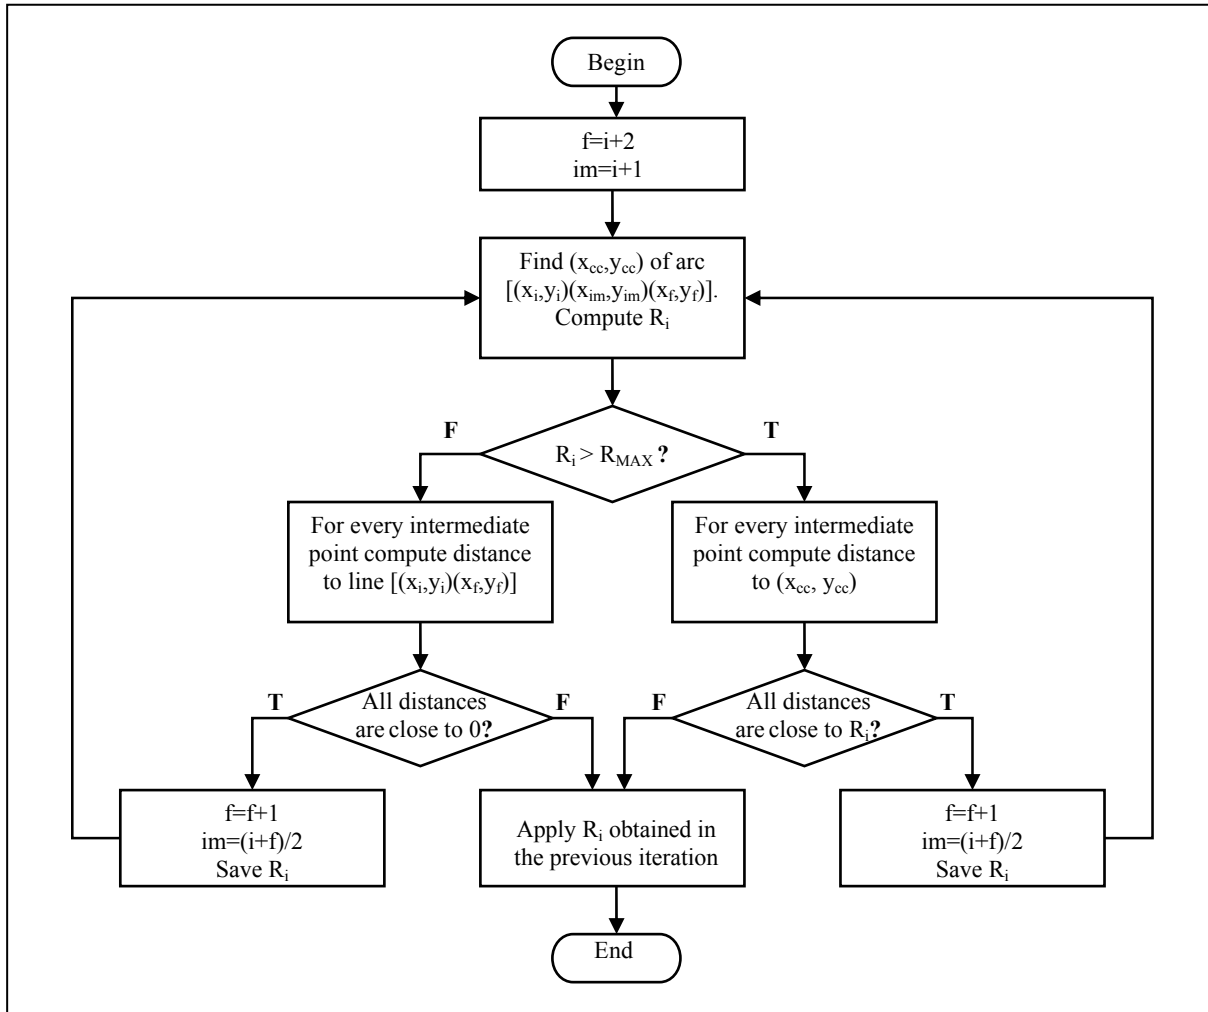 Begin
f=i+2
im=i+1
Find (xcc,ycc) of arc
[(xi,yi)(xim,yim)(xf,yf)].
Compute Ri
F
T
Ri > RMAX ?
For every intermediate
point compute distance
to line [(xi,yi)(xf,yf)]
For every intermediate
point compute distance
to (xcc, ycc)
T
All distances
are close to 0?
F
F
All distances
are close to Ri?
T
f=f+1
im=(i+f)/2
Save Ri
Apply Ri obtained in
the previous iteration
f=f+1
im=(i+f)/2
Save Ri
End